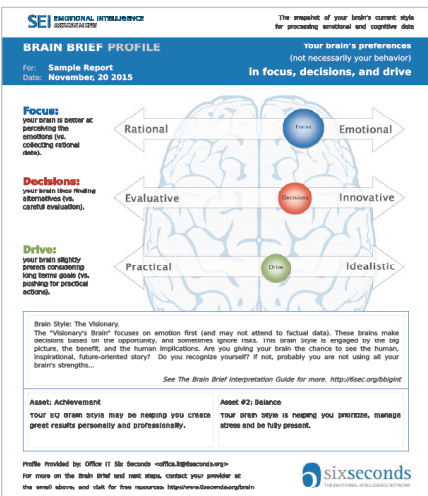 SEI EMOTIONAL INTELLIGENCE
ASSESSMENT
The snapshot of your brain's current style
for processing emotional and cognitive data
BRAIN BRIEF PROFILE
For: Sample Report
Date: November, 20 2015
Your brain's preferences
(not necessarily your behavior)
in focus, decisions, and drive
Focus:
your brain is better at
perceiving the
emotions (vs.
collecting rational
data).
Rational
Focus
Emotional
Decisions:
your brain likes finding
alternatives (vs.
careful evaluation).
Evaluative
Decisions
Innovative
Drive:
your brain slightly
prefers considering
long terms goals (vs.
pushing for practical
actions).
Practical
Drive
Idealistic
Brain Style: The Visionary.
The "Visionary's Brain" focuses on emotion first (and may not attend to factual data). These brains make
decisions based on the opportunity, and sometimes ignore risks. This Brain Style is engaged by the big
picture, the benefit, and the human implications. Are you giving your brain the chance to see the human,
inspirational, future-oriented story? Do you recognize yourself? If not, probably you are not using all your
brain's strengths...
See The Brain Brief Interpretation Guide for more. http://6sec.org/bbigint
Asset: Achievement
Your EQ Brain Style may be helping you create
great results personally and professionally.
Asset #2: Balance
Your Brain Style is helping you prioritize, manage
stress and be fully present.
Profile Provided by: Office IT Six Seconds <office.it@6seconds.org>
For more on the Brain Brief and next steps, contact your provider at
the email above, and visit for free resources: http://www.6seconds.org/brain
sixseconds
THE EMOTIONAL INTELLIGENCE NETWORK